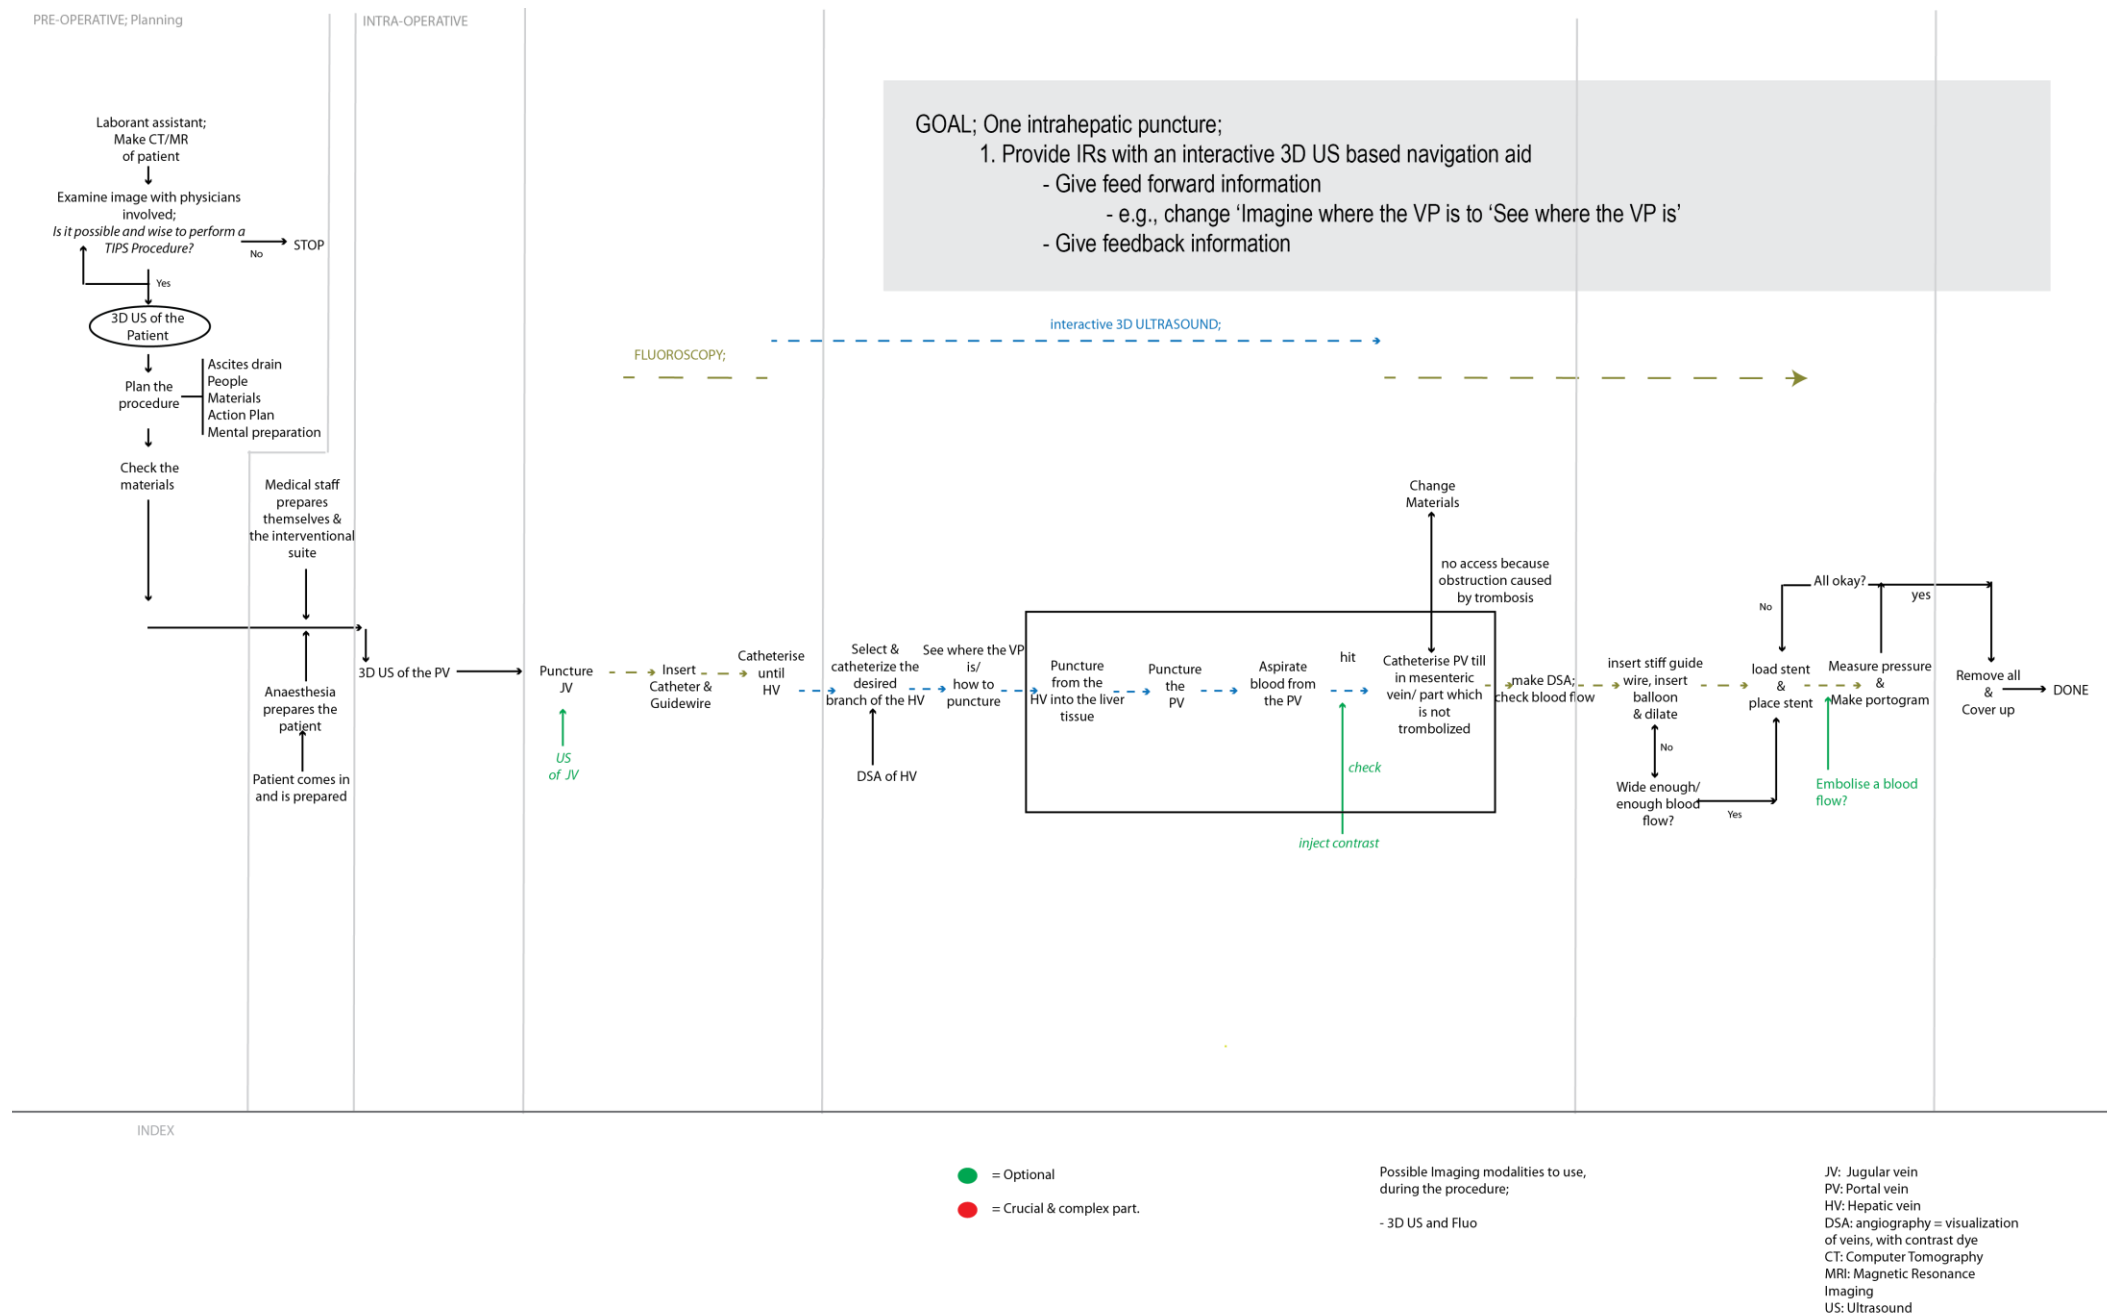 PRE-OPERATIVE; Planning
INTRA-OPERATIVE
GOAL; One intrahepatic puncture;
1. Provide IRs with an interactive 3D US based navigation aid
- Give feed forward information
- e.g., change ‘Imagine where the VP is to ‘See where the VP is’
- Give feedback information
Laborant assistant;
Make CT/MR
of patient
Examine image with physicians
involved;
Is it possible and wise to perform a
TIPS Procedure?
No
STOP
Yes
3D US of the
Patient
Plan the
procedure
Ascites drain
People
Materials
Action Plan
Mental preparation
Check the
materials
Medical staff
prepares
themselves &
the interventional
suite
Anaesthesia
prepares the
patient
Patient comes in
and is prepared
FLUOROSCOPY;
interactive 3D ULTRASOUND;
3D US of the PV
Puncture
JV
US
of JV
Insert
Catheter &
Guidewire
Catheterise
until
HV
Select &
catheterize the
desired
branch of the HV
DSA of HV
See where the VP
is/
how to
puncture
Puncture
from the
HV into the liver
tissue
Puncture
the
PV
Aspirate
blood from
the PV
hit
check
inject contrast
Change
Materials
no access because
obstruction caused
by trombosis
Catheterise PV till
in mesenteric
vein/ part which
is not
trombolized
make DSA;
check blood flow
insert stiff guide
wire, insert
balloon
& dilate
No
Wide enough/
enough blood
flow?
Yes
load stent
&
place stent
No
All okay?
yes
Measure pressure
&
Make portogram
Embolise a blood
flow?
Remove all
&
Cover up
DONE
INDEX
= Optional
= Crucial & complex part.
Possible Imaging modalities to use,
during the procedure;
- 3D US and Fluo
JV: Jugular vein
PV: Portal vein
HV: Hepatic vein
DSA: angiography = visualization
of veins, with contrast dye
CT: Computer Tomography
MRI: Magnetic Resonance
Imaging
US: Ultrasound